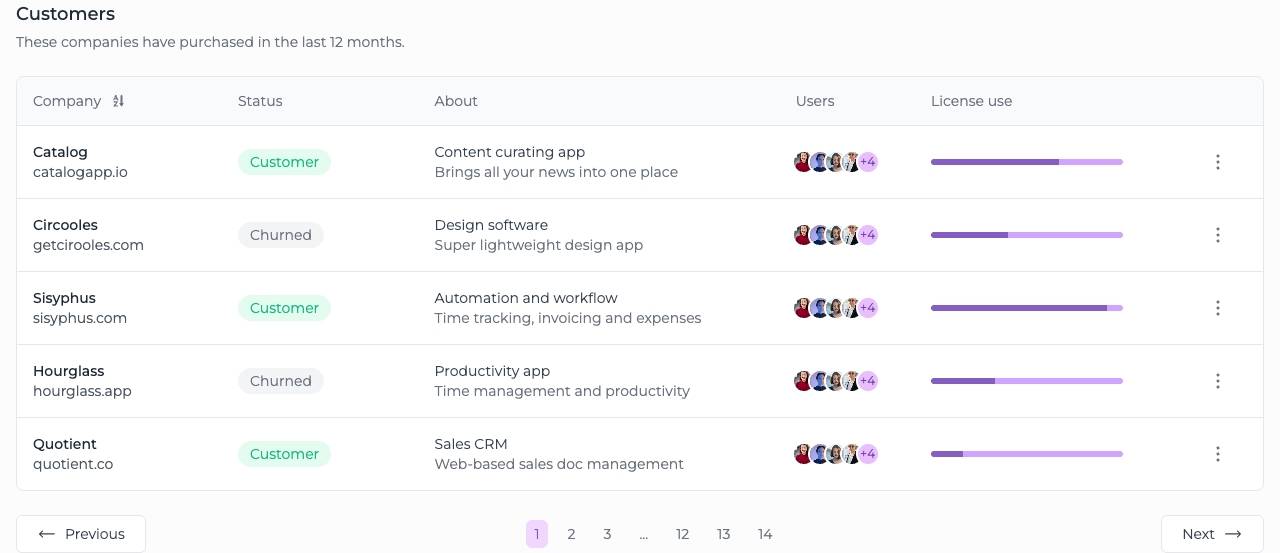 Customers
These companies have purchased in the last 12 months.
Company Status About Users License use
Catalog
catalogapp.io
Customer
Content curating app
Brings all your news into one place
+4
Circooles
getcirooles.com
Churned
Design software
Super lightweight design app
+4
Sisyphus
sisyphus.com
Customer
Automation and workflow
Time tracking, invoicing and expenses
+4
Hourglass
hourglass.app
Churned
Productivity app
Time management and productivity
+4
Quotient
quotient.co
Customer
Sales CRM
Web-based sales doc management
+4
← Previous 1 2 3 ... 12 13 14 Next →